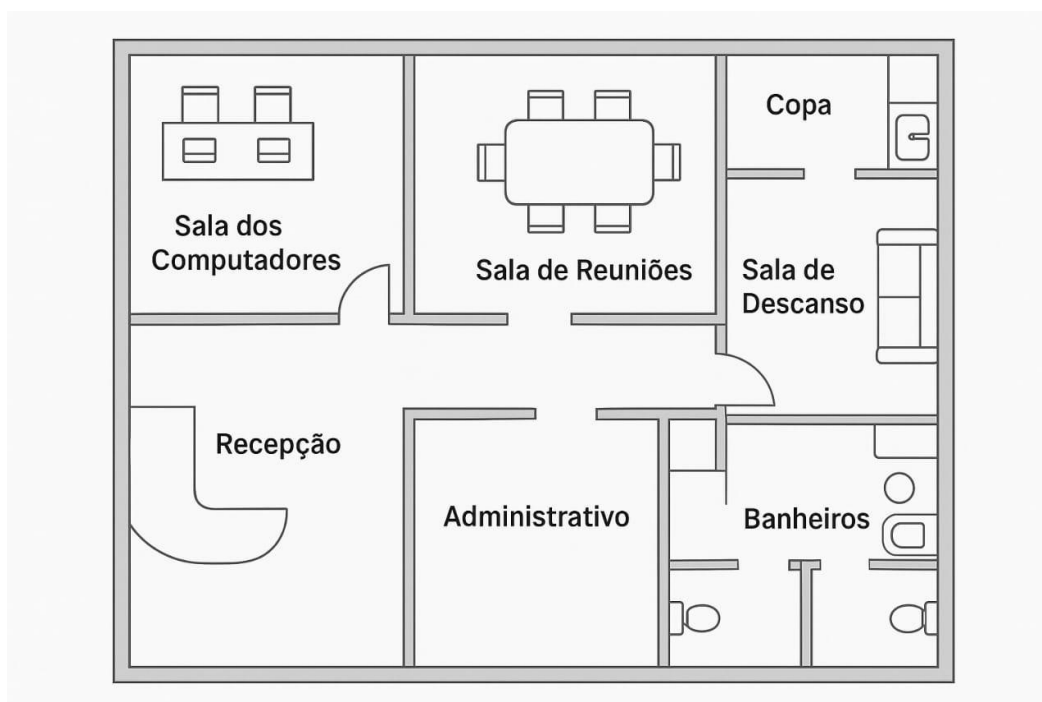 Copa
Sala dos
Computadores
Sala de Reuniões
Sala de
Descanso
Recepção
Administrativo
Banheiros